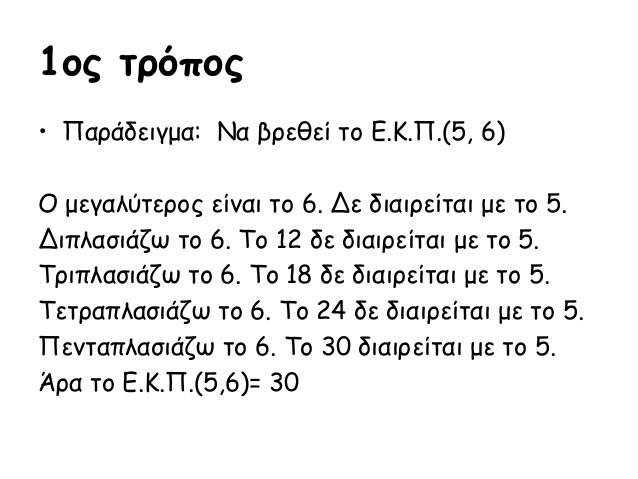 1ος τρόπος
• Παράδειγμα: Να βρεθεί το Ε.Κ.Π.(5, 6)
Ο μεγαλύτερος είναι το 6. Δε διαιρείται με το 5.
Διπλασιάζω το 6. Το 12 δε διαιρείται με το 5.
Τριπλασιάζω το 6. Το 18 δε διαιρείται με το 5.
Τετραπλασιάζω το 6. Το 24 δε διαιρείται με το 5.
Πενταπλασιάζω το 6. Το 30 διαιρείται με το 5.
Άρα το Ε.Κ.Π.(5,6)= 30